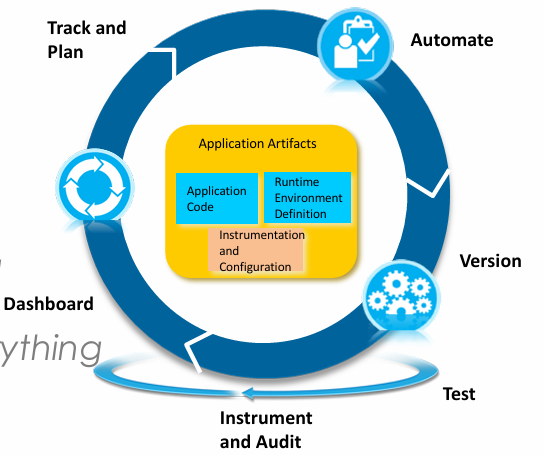 Track and
Plan
Automate
Application Artifacts
Application
Code
Runtime
Environment
Definition
Instrumentation
and
Configuration
Version
Dashboard
ything
Test
Instrument
and Audit